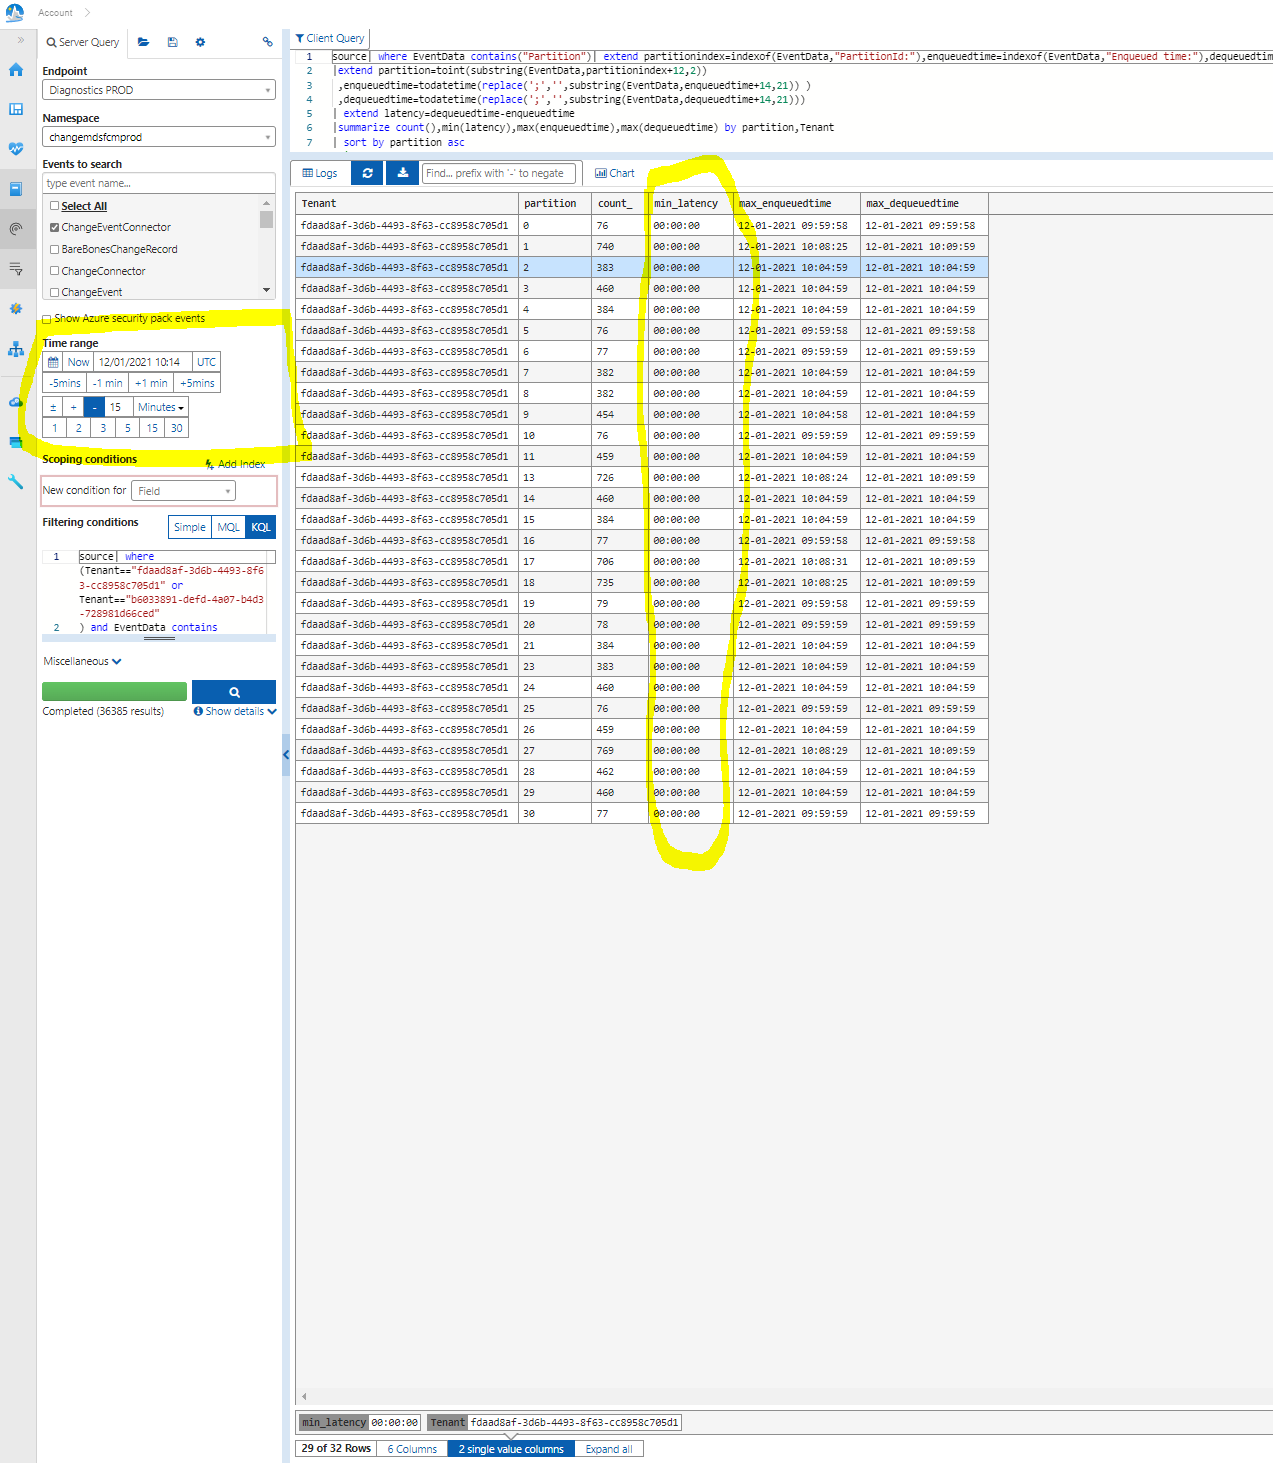 Account
Server Query
Endpoint
Diagnostics PROD
Namespace
changemdsfcmprod
Events to search
type event name...
Select All
ChangeEventConnector
BareBonesChangeRecord
ChangeConnector
ChangeEvent
Show Azure security pack events
Time range
Now 12/01/2021 10:14 UTC
-5mins -1 min +1 min +5mins
± + - 15 Minutes
1 2 3 5 15 30
Scoping conditions
Add Index
New condition for Field
Filtering conditions Simple MQL KQL
1 source| where
(Tenant=="fdaad8af-3d6b-4493-8f6
3-cc8958c705d1" or
Tenant=="b6033891-defd-4a07-b4d3
-728981d66ced"
2 ) and EventData contains
Miscellaneous
Completed (36385 results) Show details
Client Query
1 source| where EventData contains("Partition")| extend partitionindex=indexof(EventData,"PartitionId:"),enqueuedtime=indexof(EventData,"Enqueued time:"),dequeuedtime
2 |extend partition=toint(substring(EventData,partitionindex+12,2))
3 ,enqueuedtime=todatetime(replace(';','',substring(EventData,enqueuedtime+14,21)) )
4 ,dequeuedtime=todatetime(replace(';','',substring(EventData,dequeuedtime+14,21)))
5 | extend latency=dequeuedtime-enqueuedtime
6 |summarize count(),min(latency),max(enqueuedtime),max(dequeuedtime) by partition,Tenant
7 | sort by partition asc
Logs Find... prefix with '-' to negate Chart
Tenant partition count_ min_latency max_enqueuedtime max_dequeuedtime
fdaad8af-3d6b-4493-8f63-cc8958c705d1 0 76 00:00:00 12-01-2021 09:59:58 12-01-2021 09:59:58
fdaad8af-3d6b-4493-8f63-cc8958c705d1 1 740 00:00:00 12-01-2021 10:08:25 12-01-2021 10:09:59
fdaad8af-3d6b-4493-8f63-cc8958c705d1 2 383 00:00:00 12-01-2021 10:04:59 12-01-2021 10:04:59
fdaad8af-3d6b-4493-8f63-cc8958c705d1 3 460 00:00:00 12-01-2021 10:04:59 12-01-2021 10:04:59
fdaad8af-3d6b-4493-8f63-cc8958c705d1 4 384 00:00:00 12-01-2021 10:04:59 12-01-2021 10:04:59
fdaad8af-3d6b-4493-8f63-cc8958c705d1 5 76 00:00:00 12-01-2021 09:59:58 12-01-2021 09:59:58
fdaad8af-3d6b-4493-8f63-cc8958c705d1 6 77 00:00:00 12-01-2021 09:59:59 12-01-2021 09:59:59
fdaad8af-3d6b-4493-8f63-cc8958c705d1 7 382 00:00:00 12-01-2021 10:04:59 12-01-2021 10:04:59
fdaad8af-3d6b-4493-8f63-cc8958c705d1 8 382 00:00:00 12-01-2021 10:04:59 12-01-2021 10:04:59
fdaad8af-3d6b-4493-8f63-cc8958c705d1 9 454 00:00:00 12-01-2021 10:04:58 12-01-2021 10:04:59
fdaad8af-3d6b-4493-8f63-cc8958c705d1 10 76 00:00:00 12-01-2021 09:59:59 12-01-2021 09:59:59
fdaad8af-3d6b-4493-8f63-cc8958c705d1 11 459 00:00:00 12-01-2021 10:04:59 12-01-2021 10:04:59
fdaad8af-3d6b-4493-8f63-cc8958c705d1 13 726 00:00:00 12-01-2021 10:08:24 12-01-2021 10:09:59
fdaad8af-3d6b-4493-8f63-cc8958c705d1 14 460 00:00:00 12-01-2021 10:04:59 12-01-2021 10:04:59
fdaad8af-3d6b-4493-8f63-cc8958c705d1 15 384 00:00:00 12-01-2021 10:04:59 12-01-2021 10:04:59
fdaad8af-3d6b-4493-8f63-cc8958c705d1 16 77 00:00:00 12-01-2021 09:59:58 12-01-2021 09:59:58
fdaad8af-3d6b-4493-8f63-cc8958c705d1 17 706 00:00:00 12-01-2021 10:08:31 12-01-2021 10:09:59
fdaad8af-3d6b-4493-8f63-cc8958c705d1 18 735 00:00:00 12-01-2021 10:08:25 12-01-2021 10:09:59
fdaad8af-3d6b-4493-8f63-cc8958c705d1 19 79 00:00:00 12-01-2021 09:59:58 12-01-2021 09:59:58
fdaad8af-3d6b-4493-8f63-cc8958c705d1 20 78 00:00:00 12-01-2021 09:59:59 12-01-2021 09:59:59
fdaad8af-3d6b-4493-8f63-cc8958c705d1 21 384 00:00:00 12-01-2021 10:04:59 12-01-2021 10:04:59
fdaad8af-3d6b-4493-8f63-cc8958c705d1 23 383 00:00:00 12-01-2021 10:04:59 12-01-2021 10:04:59
fdaad8af-3d6b-4493-8f63-cc8958c705d1 24 460 00:00:00 12-01-2021 10:04:59 12-01-2021 10:04:59
fdaad8af-3d6b-4493-8f63-cc8958c705d1 25 76 00:00:00 12-01-2021 09:59:59 12-01-2021 09:59:59
fdaad8af-3d6b-4493-8f63-cc8958c705d1 26 459 00:00:00 12-01-2021 10:04:59 12-01-2021 10:04:59
fdaad8af-3d6b-4493-8f63-cc8958c705d1 27 769 00:00:00 12-01-2021 10:08:29 12-01-2021 10:09:59
fdaad8af-3d6b-4493-8f63-cc8958c705d1 28 462 00:00:00 12-01-2021 10:04:59 12-01-2021 10:04:59
fdaad8af-3d6b-4493-8f63-cc8958c705d1 29 460 00:00:00 12-01-2021 10:04:59 12-01-2021 10:04:59
fdaad8af-3d6b-4493-8f63-cc8958c705d1 30 77 00:00:00 12-01-2021 09:59:59 12-01-2021 09:59:59
min_latency 00:00:00 Tenant fdaad8af-3d6b-4493-8f63-cc8958c705d1
29 of 32 Rows 6 Columns 2 single value columns Expand all